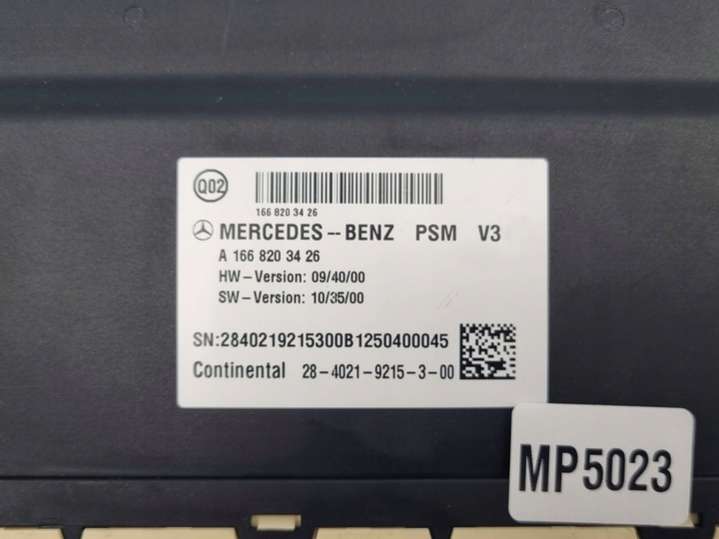 Q02
166 820 34 26
MERCEDES--BENZ PSM V3
A 166 820 34 26
HW-Version: 09/40/00
SW-Version: 10/35/00
SN:2840219215300B1250400045
Continental 28-4021-9215-3-00
MP5023